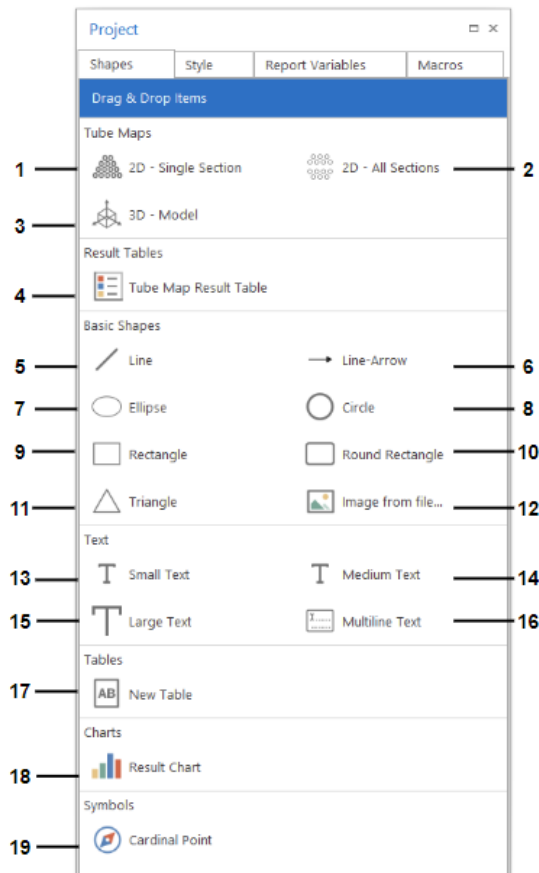 Project
Shapes Style Report Variables Macros
Drag & Drop Items
Tube Maps
1 2D - Single Section 2D - All Sections 2
3 3D - Model
Result Tables
4 Tube Map Result Table
Basic Shapes
5 Line Line-Arrow 6
7 Ellipse Circle 8
9 Rectangle Round Rectangle 10
11 Triangle Image from file... 12
Text
13 T Small Text T Medium Text 14
15 T Large Text Multiline Text 16
Tables
17 AB New Table
Charts
18 Result Chart
Symbols
19 Cardinal Point